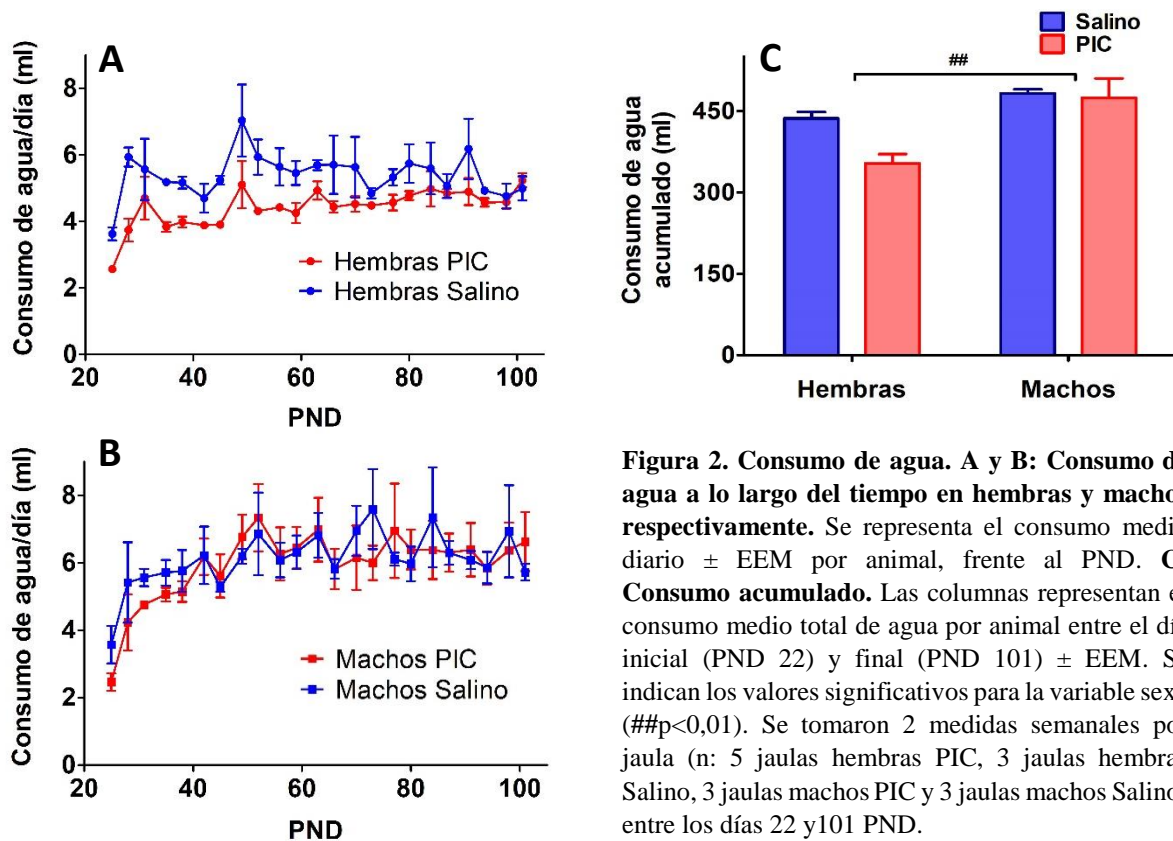 A
Consumo de agua/día (ml)
8
6
4
2
0
20
40
60
80
100
PND
Hembras PIC
Hembras Salino
B
Consumo de agua/día (ml)
8
6
4
2
0
20
40
60
80
100
PND
Machos PIC
Machos Salino
C
Salino
PIC
##
Consumo de agua
acumulado (ml)
450
300
150
0
Hembras
Machos
Figura 2. Consumo de agua. A y B: Consumo d
agua a lo largo del tiempo en hembras y macho
respectivamente. Se representa el consumo medi
diario ± EEM por animal, frente al PND. C
Consumo acumulado. Las columnas representan e
consumo medio total de agua por animal entre el dí
inicial (PND 22) y final (PND 101) ± EEM. S
indican los valores significativos para la variable sex
(##p<0,01). Se tomaron 2 medidas semanales po
jaula (n: 5 jaulas hembras PIC, 3 jaulas hembra
Salino, 3 jaulas machos PIC y 3 jaulas machos Salino
entre los días 22 y101 PND.